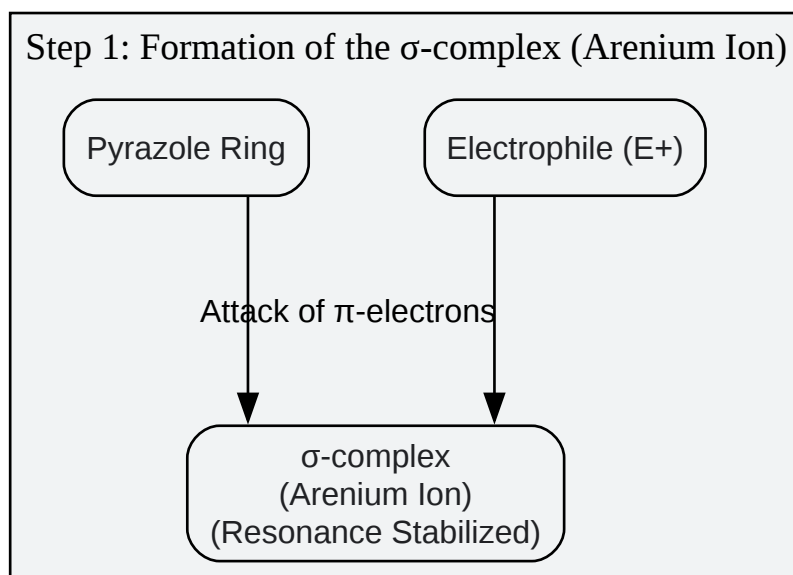 Step 1: Formation of the σ-complex (Arenium Ion)
Pyrazole Ring
Electrophile (E+)
Attack of π-electrons
σ-complex
(Arenium Ion)
(Resonance Stabilized)